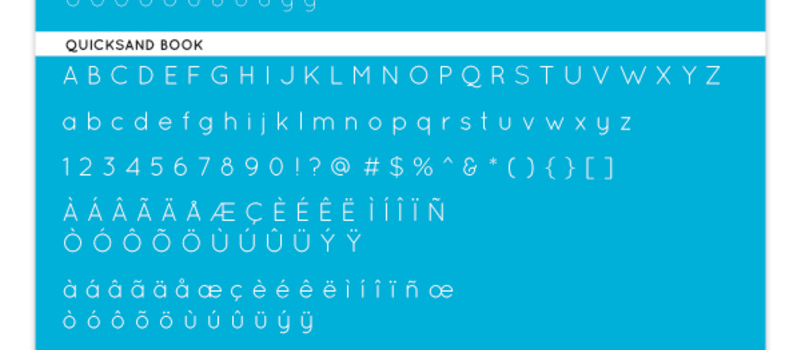 QUICKSAND BOOK
A B C D E F G H I J K L M N O P Q R S T U V W X Y Z
a b c d e f g h i j k l m n o p q r s t u v w x y z
1 2 3 4 5 6 7 8 9 0 ! ? @ # $ % ^ & * ( ) { } [ ]
À Á Â Ã Ä Å Æ Ç È É Ê Ë Ì Í Î Ï Ñ
Ò Ó Ô Õ Ö Ù Ú Û Ü Ý Ÿ
à á â ã ä å æ ç è é ê ë ì í î ï ñ œ
ò ó ô õ ö ù ú û ü ý ÿ